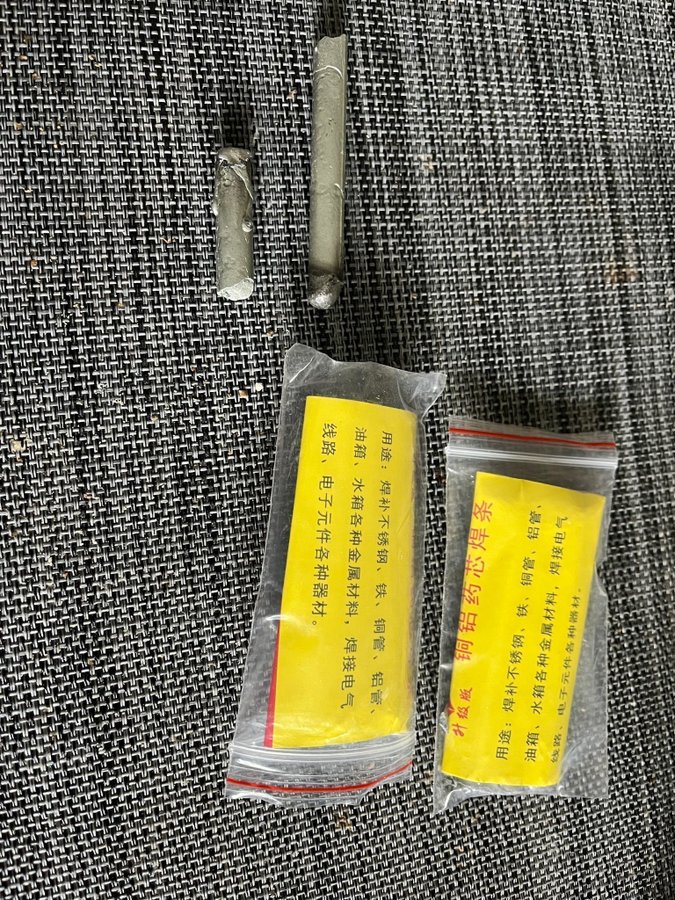 用途：焊补不锈钢、铁、铜管、铝管、
油箱、水箱各种金属材料，焊接电气
线路、电子元件各种器材。
升级版 铜铝药芯焊条
用途：焊补不锈钢、铁、铜管、铝管、
油箱、水箱各种金属材料，焊接电气
线路、电子元件各种器材。